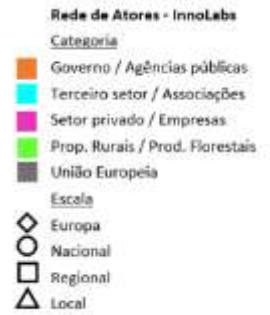 Rede de Atores - InnoLabs
Categoria
Governo / Agências públicas
Terceiro setor / Associações
Setor privado / Empresas
Prop. Rurais / Prod. Florestais
União Europeia
Escala
Europa
Nacional
Regional
Local